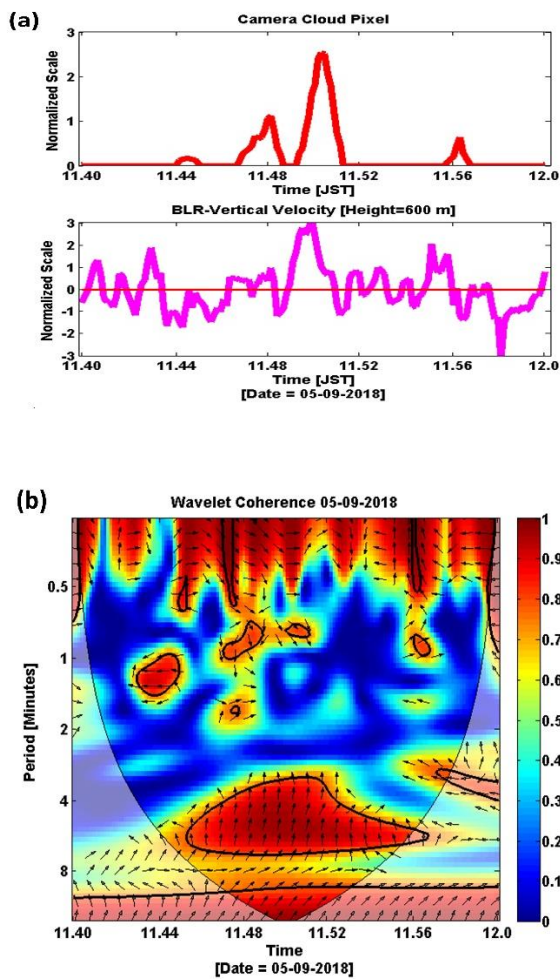 (a)
Camera Cloud Pixel
Normalized Scale
3
2
1
0
11.40 11.44 11.48 11.52 11.56 12.0
Time [JST]
BLR-Vertical Velocity [Height=600 m]
Normalized Scale
3
2
1
0
-1
-2
-3
11.40 11.44 11.48 11.52 11.56 12.0
Time [JST]
[Date = 05-09-2018]
(b)
Wavelet Coherence 05-09-2018
Period [Minutes]
0.5
1
2
4
8
11.40 11.44 11.48 11.52 11.56 12.0
Time
[Date = 05-09-2018]
1
0.9
0.8
0.7
0.6
0.5
0.4
0.3
0.2
0.1
0